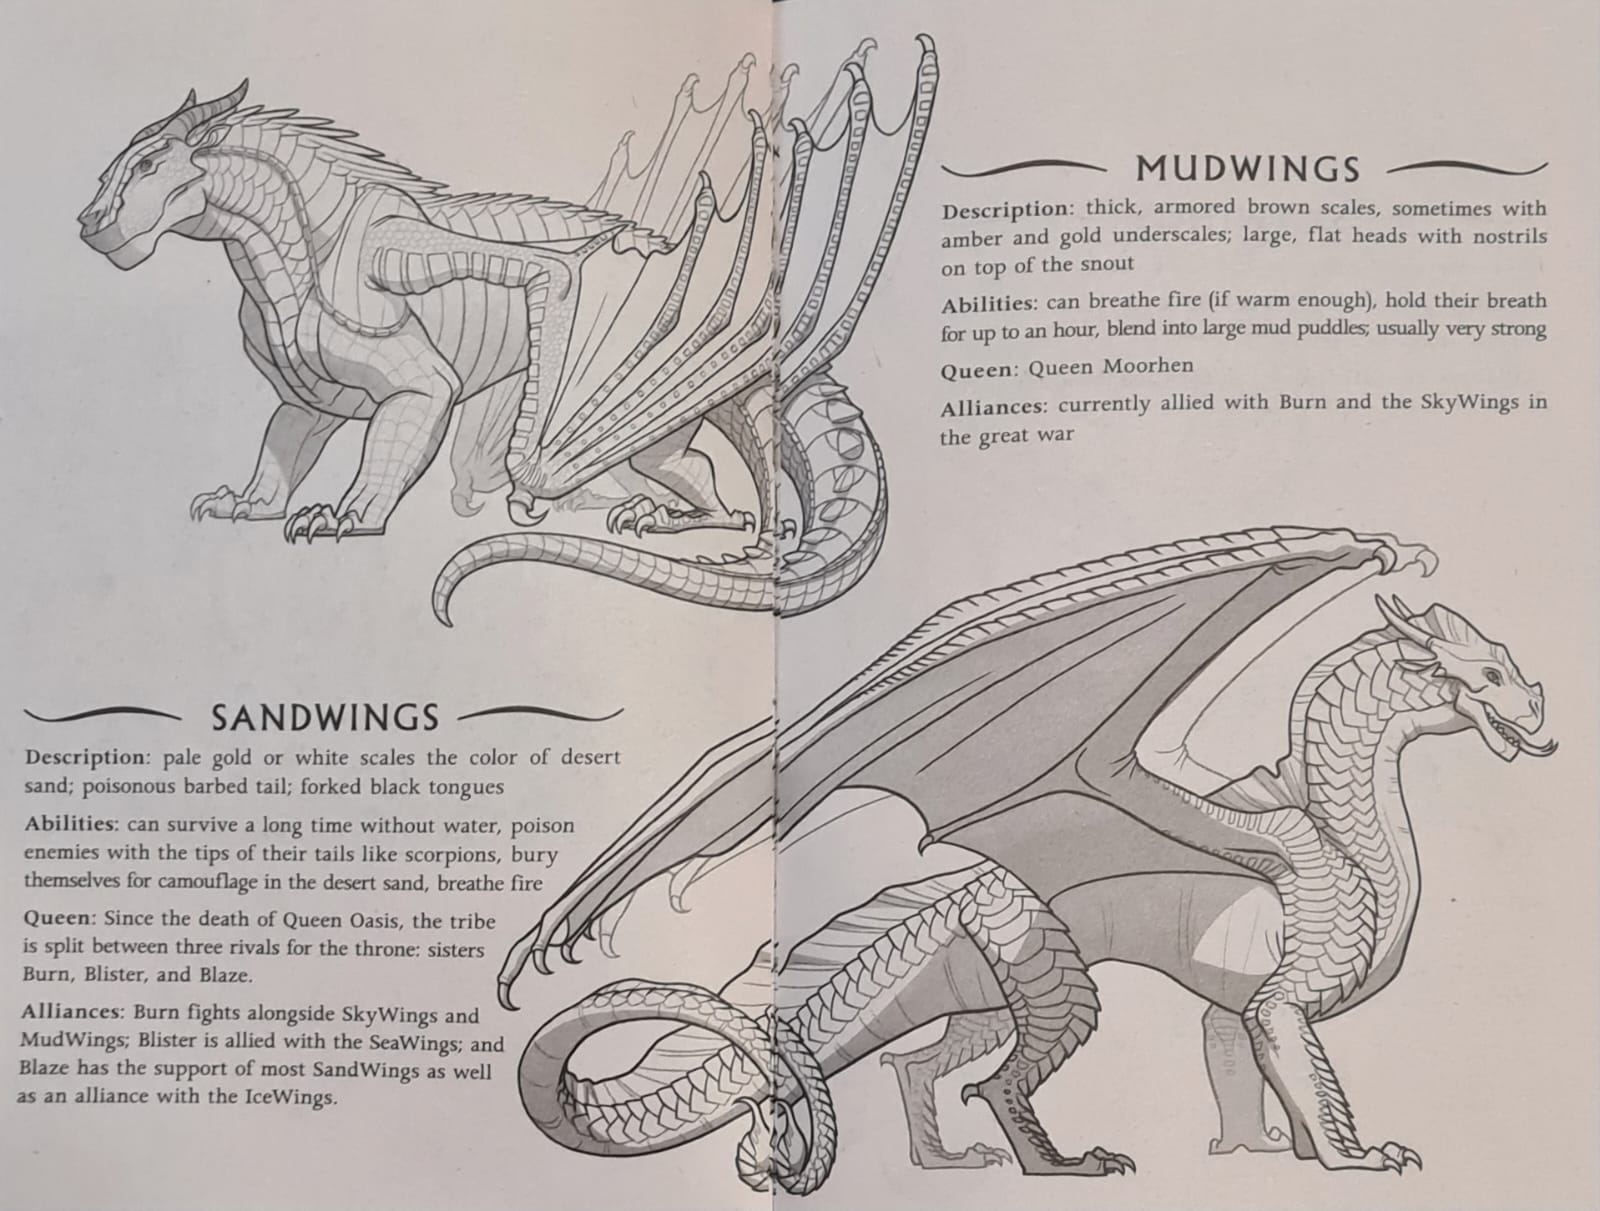 SANDWINGS
Description: pale gold or white scales the color of desert
sand; poisonous barbed tail; forked black tongues
Abilities: can survive a long time without water, poison
enemies with the tips of their tails like scorpions, bury
themselves for camouflage in the desert sand, breathe fire
Queen: Since the death of Queen Oasis, the tribe
is split between three rivals for the throne: sisters
Burn, Blister, and Blaze.
Alliances: Burn fights alongside SkyWings and
MudWings; Blister is allied with the SeaWings; and
Blaze has the support of most SandWings as well
as an alliance with the IceWings.
MUDWINGS
Description: thick, armored brown scales, sometimes with
amber and gold underscales; large, flat heads with nostrils
on top of the snout
Abilities: can breathe fire (if warm enough), hold their breath
for up to an hour, blend into large mud puddles; usually very strong
Queen: Queen Moorhen
Alliances: currently allied with Burn and the SkyWings in
the great war